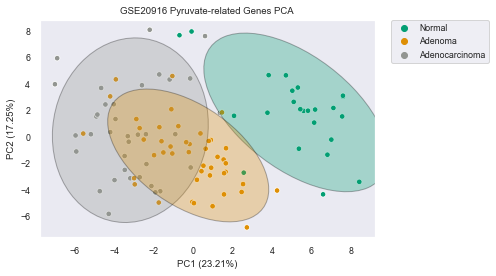 GSE20916 Pyruvate-related Genes PCA
Normal
Adenoma
Adenocarcinoma
PC2 (17.25%)
8
6
4
2
0
−2
−4
−6
−6 −4 −2 0 2 4 6 8
PC1 (23.21%)